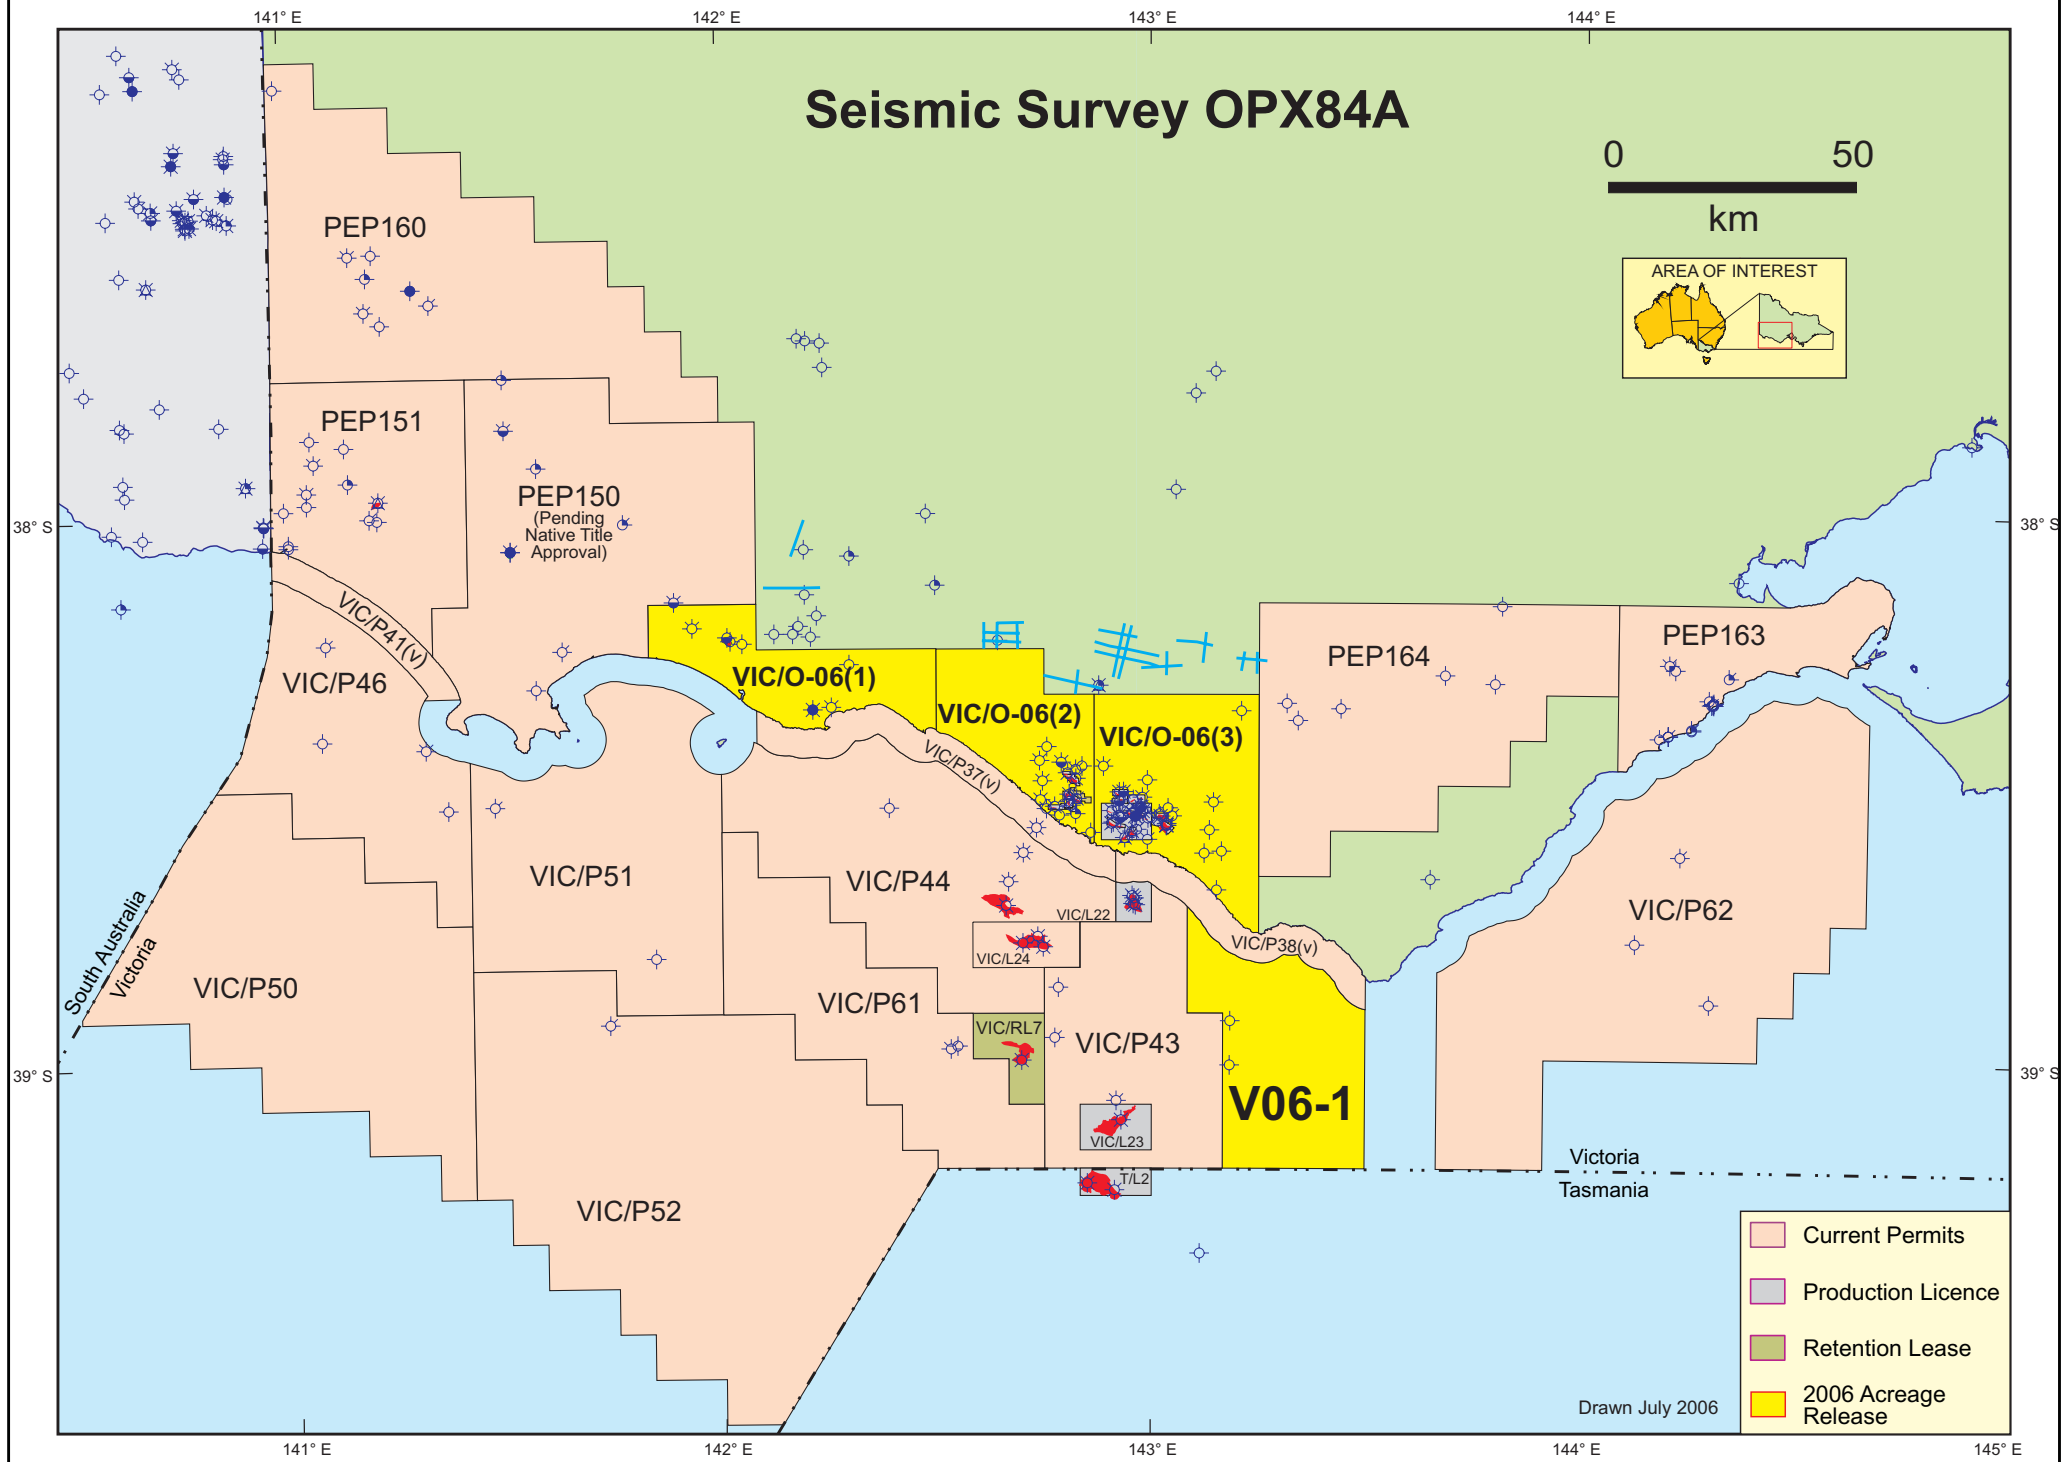 141° E
142° E
143° E
144° E
Seismic Survey OPX84A
0 50
km
AREA OF INTEREST
PEP160
PEP151
PEP150
(Pending
Native Title
Approval)
38° S
38° S
VIC/P41(v)
VIC/P46
VIC/O-06(1)
VIC/O-06(2)
VIC/O-06(3)
PEP164
PEP163
VIC/P37(v)
VIC/P51
VIC/P44
VIC/L22
VIC/P62
VIC/P38(v)
VIC/L24
South Australia
Victoria
VIC/P50
VIC/P61
VIC/RL7
VIC/P43
39° S
39° S
V06-1
VIC/L23
T/L2
Victoria
Tasmania
VIC/P52
Current Permits
Production Licence
Retention Lease
2006 Acreage
Release
Drawn July 2006
141° E
142° E
143° E
144° E
145° E